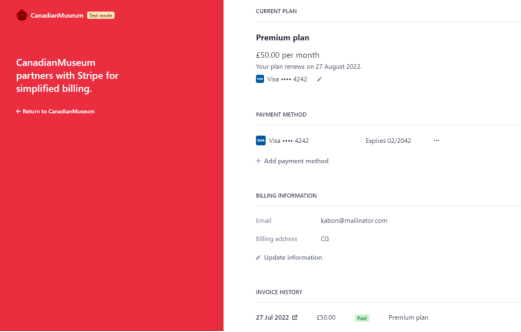 CanadianMuseum Test mode
CanadianMuseum
partners with Stripe for
simplified billing.
← Return to CanadianMuseum
CURRENT PLAN
Premium plan
£50.00 per month
Your plan renews on 27 August 2022.
VISA Visa •••• 4242
PAYMENT METHOD
VISA Visa •••• 4242 Expires 02/2042 •••
+ Add payment method
BILLING INFORMATION
Email kabon@mailinator.com
Billing address CG
Update information
INVOICE HISTORY
27 Jul 2022 £50.00 Paid Premium plan